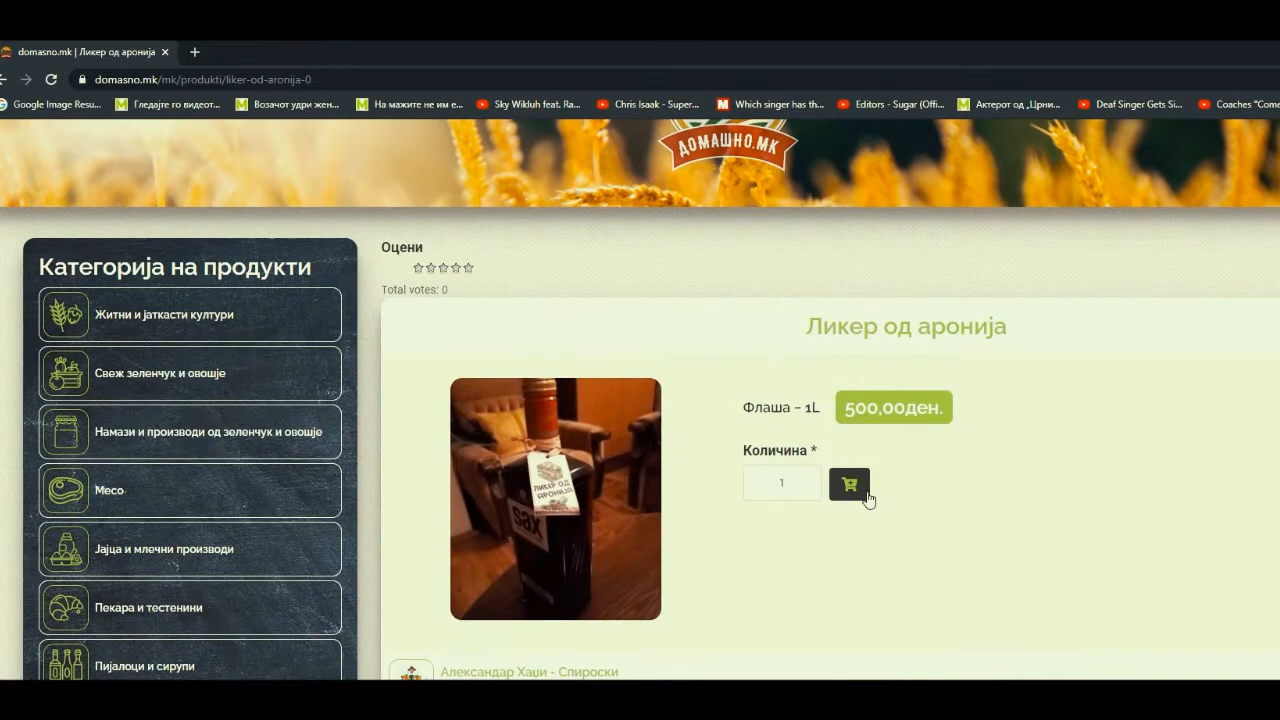 domasno.mk | Ликер од аронија
domasno.mk/mk/produkti/liker-od-aronija-0
Google Image Resu...
Гледајте го видеот...
Возачот удри жен...
На мажите не им е...
Sky Wikluh feat. Ra...
Chris Isaak - Super...
Which singer has th...
Editors - Sugar (Offi...
Актерот од „Црни...
Deaf Singer Gets Si...
Coaches "Come
ДОМАШНО.МК
Категорија на продукти
Житни и јаткасти култури
Свеж зеленчук и овошје
Намази и производи од зеленчук и овошје
Месо
Јајца и млечни производи
Пекара и тестенини
Пијалоци и сирупи
Оцени
Total votes: 0
Ликер од аронија
ЛИКЕР ОД
АРОНИЈА
sax
Флаша - 1L 500,00ден.
Количина *
1
Александар Хаџи - Спироски